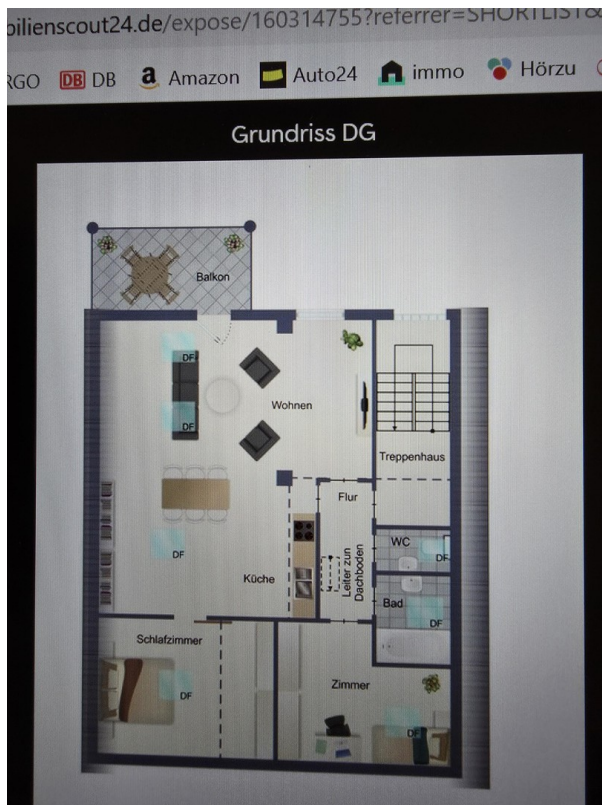 bilienscout24.de/expose/160314755?referrer=SHORTLIST&
RGO DB DB a Amazon Auto24 immo Hörzu
Grundriss DG
Balkon
DF
Wohnen
DF
Treppenhaus
Flur
WC
DF
DF
Küche
Leiter zun
Dachboden
Bad
DF
Schlafzimmer
Zimmer
DF
DF